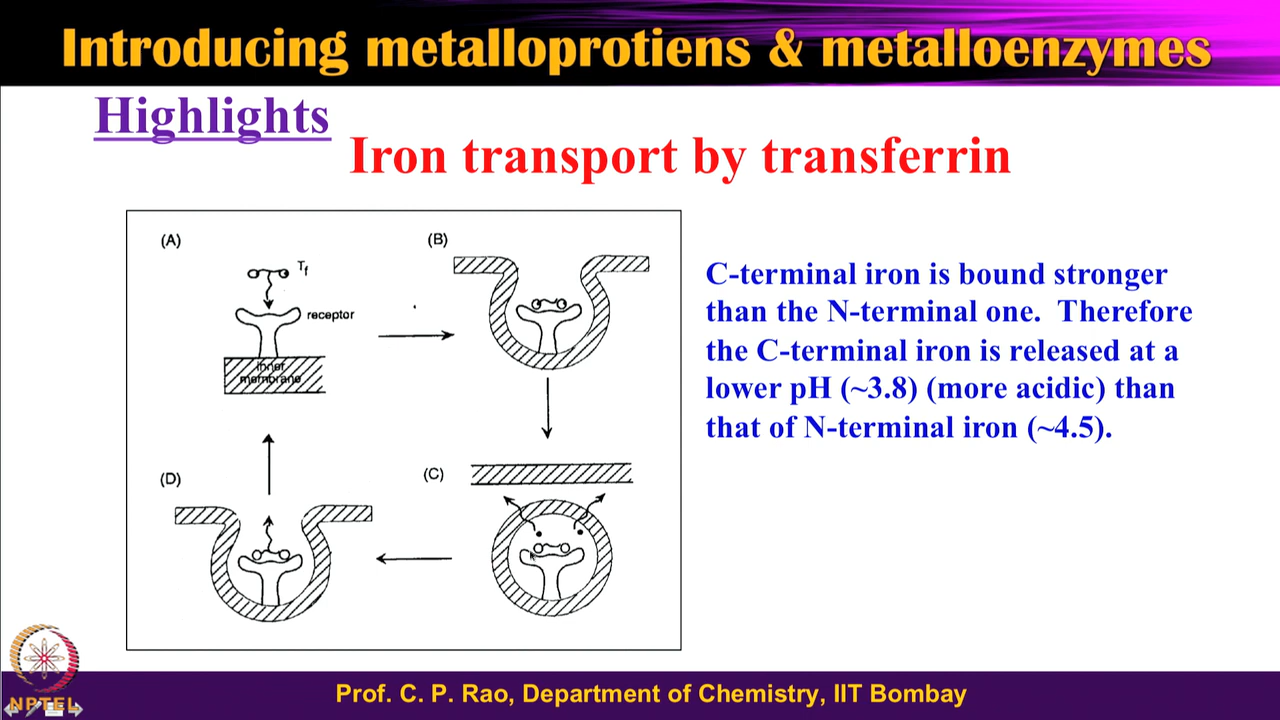 Introducing metalloprotiens & metalloenzymes
Highlights
Iron transport by transferrin
(A)
Tf
receptor
inner
membrane
(B)
(C)
(D)
C-terminal iron is bound stronger
than the N-terminal one. Therefore
the C-terminal iron is released at a
lower pH (~3.8) (more acidic) than
that of N-terminal iron (~4.5).
NPTEL
Prof. C. P. Rao, Department of Chemistry, IIT Bombay